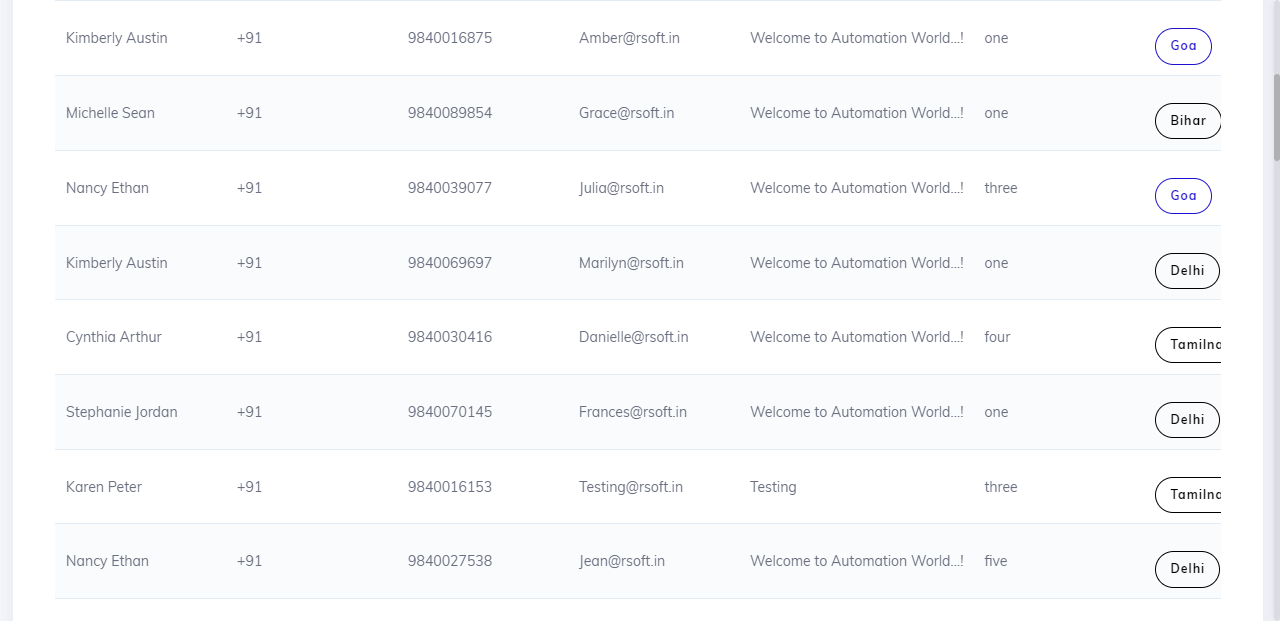 Kimberly Austin +91 9840016875 Amber@rsoft.in Welcome to Automation World...! one Goa
Michelle Sean +91 9840089854 Grace@rsoft.in Welcome to Automation World...! one Bihar
Nancy Ethan +91 9840039077 Julia@rsoft.in Welcome to Automation World...! three Goa
Kimberly Austin +91 9840069697 Marilyn@rsoft.in Welcome to Automation World...! one Delhi
Cynthia Arthur +91 9840030416 Danielle@rsoft.in Welcome to Automation World...! four
Stephanie Jordan +91 9840070145 Frances@rsoft.in Welcome to Automation World...! one Delhi
Karen Peter +91 9840016153 Testing@rsoft.in Testing three
Nancy Ethan +91 9840027538 Jean@rsoft.in Welcome to Automation World...! five Delhi